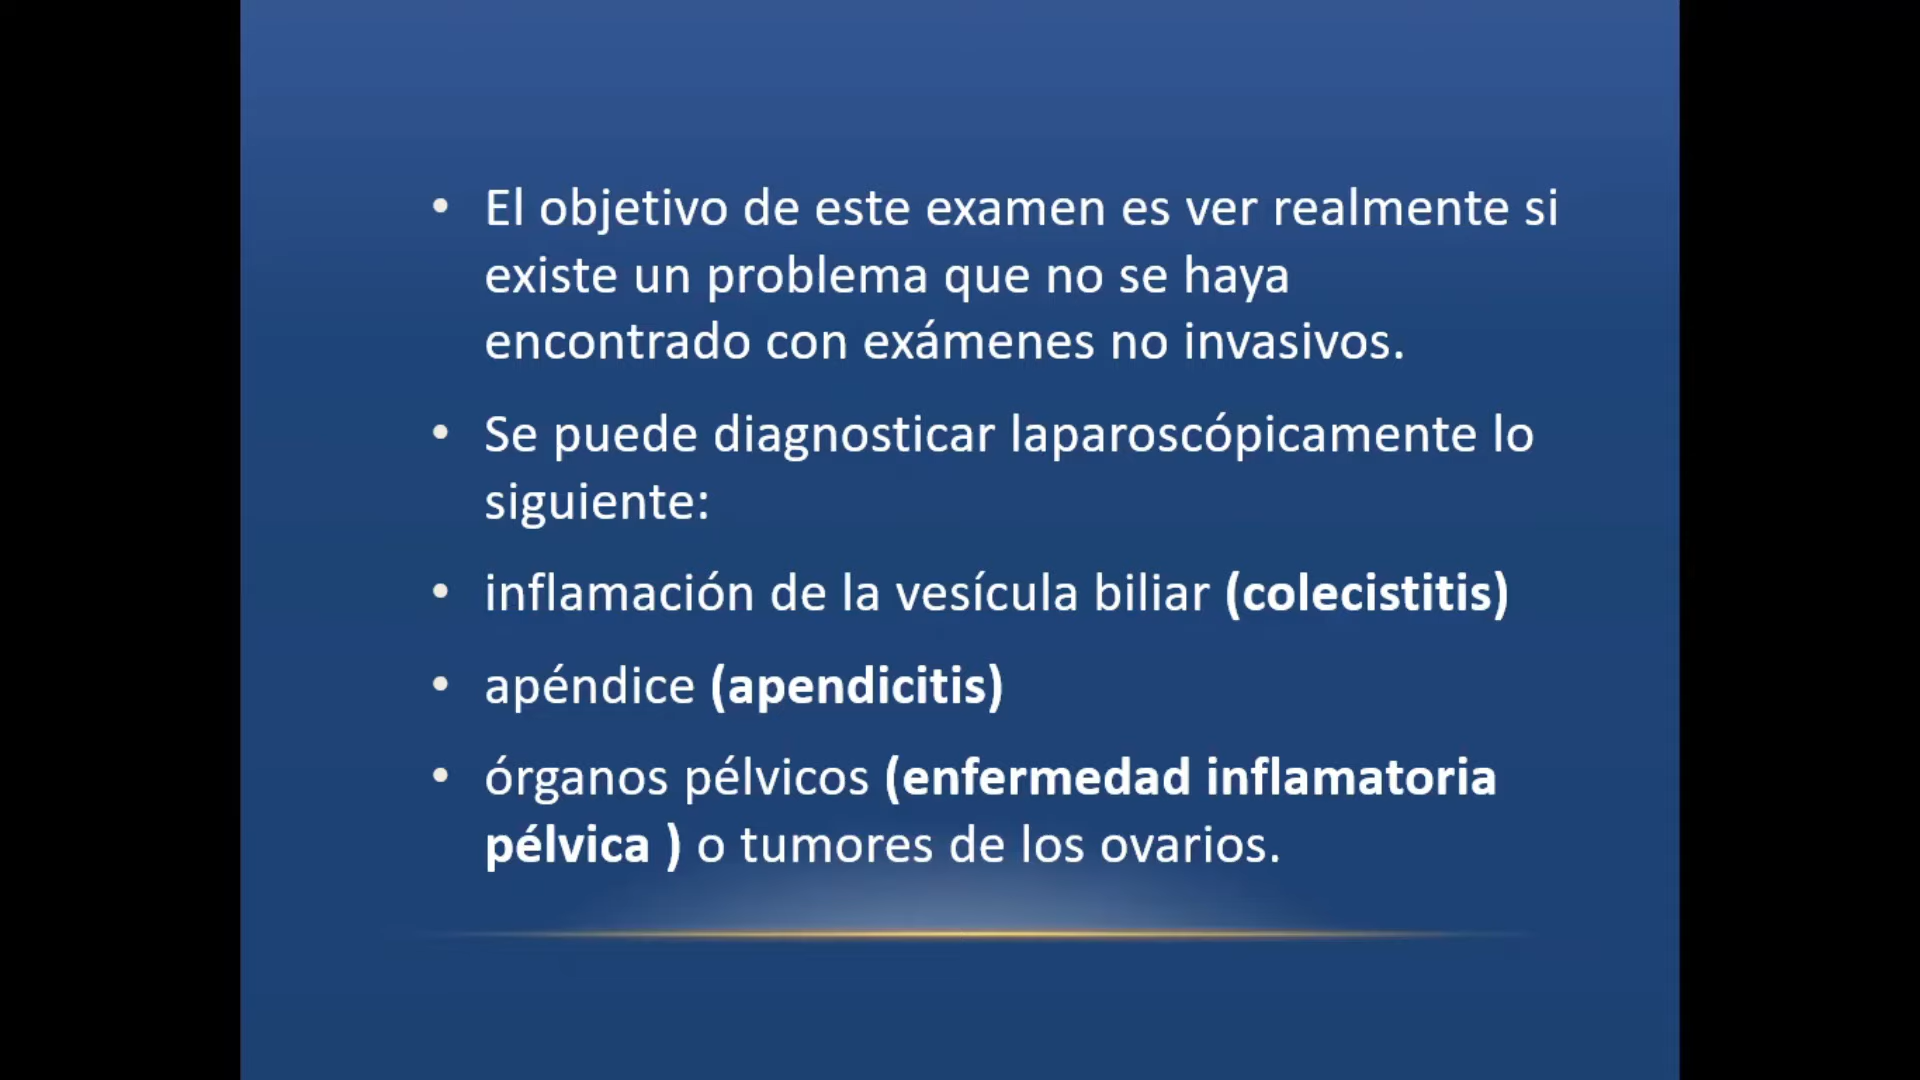 • El objetivo de este examen es ver realmente si
existe un problema que no se haya
encontrado con exámenes no invasivos.
• Se puede diagnosticar laparoscópicamente lo
siguiente:
• inflamación de la vesícula biliar (colecistitis)
• apéndice (apendicitis)
• órganos pélvicos (enfermedad inflamatoria
pélvica ) o tumores de los ovarios.